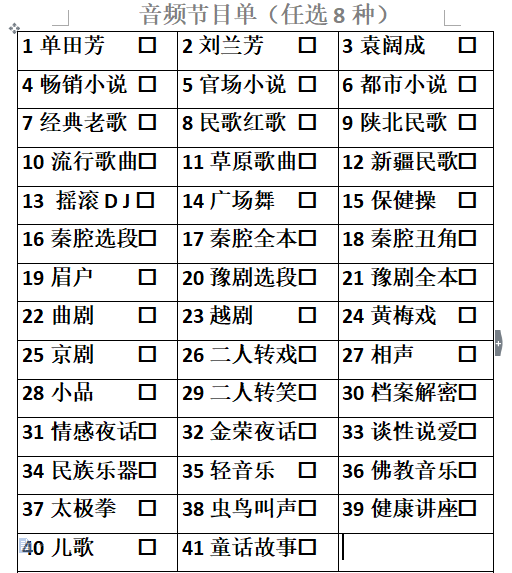 音频节目单（任选 8 种）
1 单田芳 □ 2 刘兰芳 □ 3 袁阔成 □
4 畅销小说 □ 5 官场小说 □ 6 都市小说 □
7 经典老歌 □ 8 民歌红歌 □ 9 陕北民歌 □
10 流行歌曲□ 11 草原歌曲□ 12 新疆民歌□
13 摇滚 D J □ 14 广场舞 □ 15 保健操 □
16 秦腔选段□ 17 秦腔全本□ 18 秦腔丑角□
19 眉户 □ 20 豫剧选段□ 21 豫剧全本□
22 曲剧 □ 23 越剧 □ 24 黄梅戏 □
25 京剧 □ 26 二人转戏□ 27 相声 □
28 小品 □ 29 二人转笑□ 30 档案解密□
31 情感夜话□ 32 金荣夜话□ 33 谈性说爱□
34 民族乐器□ 35 轻音乐 □ 36 佛教音乐□
37 太极拳 □ 38 虫鸟叫声□ 39 健康讲座□
40 儿歌 □ 41 童话故事□